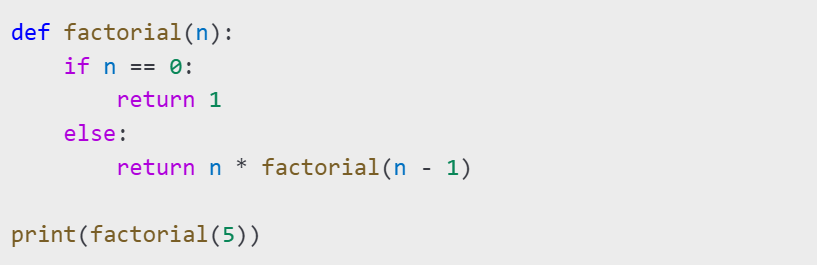 def factorial(n):
    if n == 0:
        return 1
    else:
        return n * factorial(n - 1)

print(factorial(5))